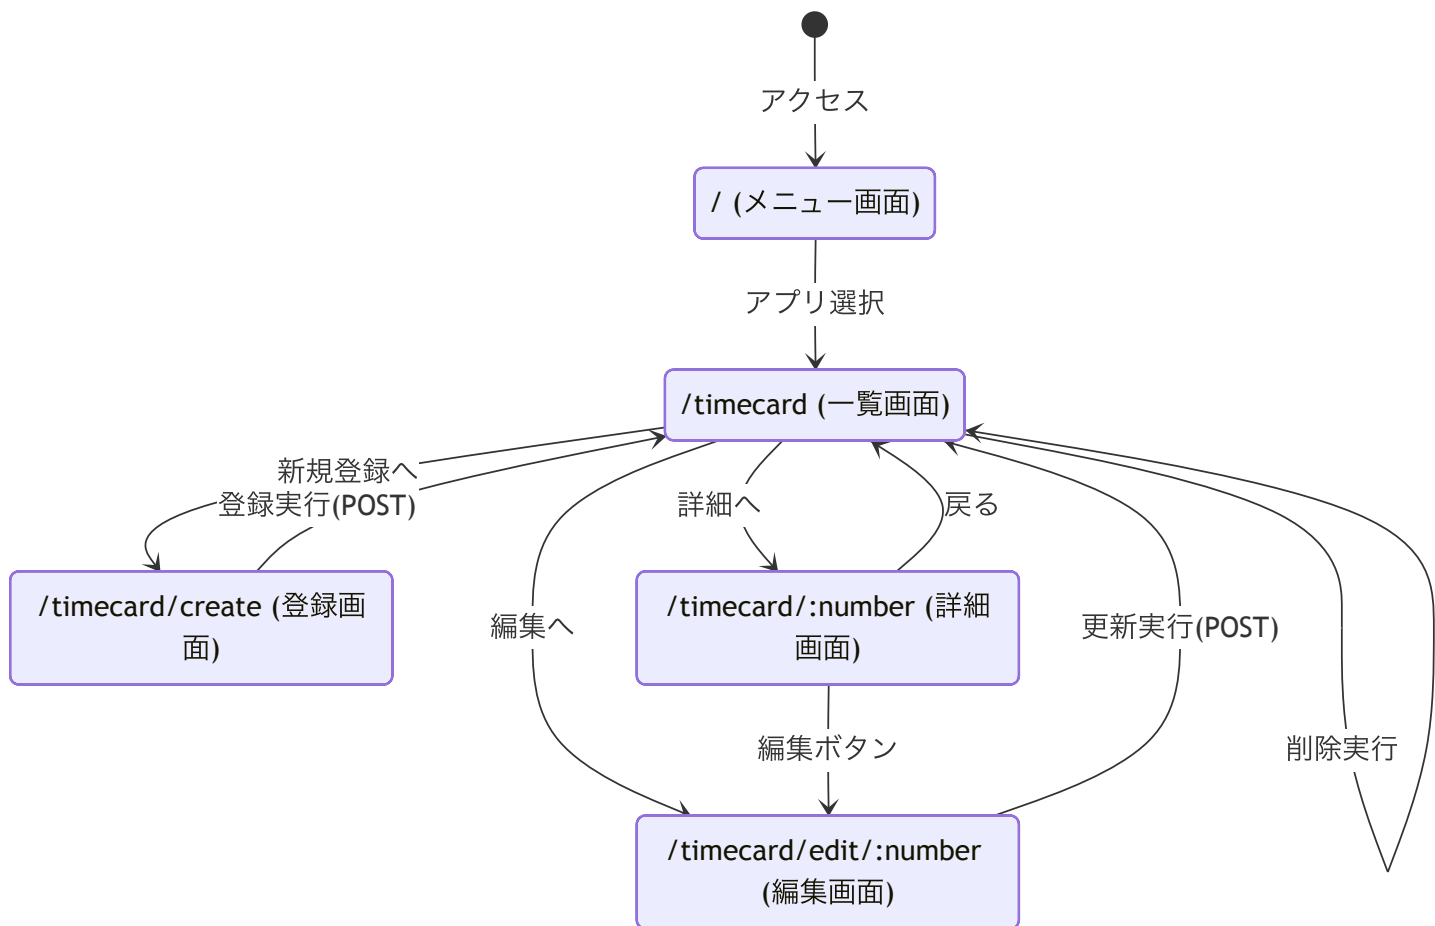 アクセス
/ (メニュー画面)
アプリ選択
/timecard (一覧画面)
新規登録へ
登録実行(POST)
詳細へ
戻る
/timecard/create (登録画
面)
編集へ
/timecard/:number (詳細
画面)
更新実行(POST)
編集ボタン
削除実行
/timecard/edit/:number
(編集画面)